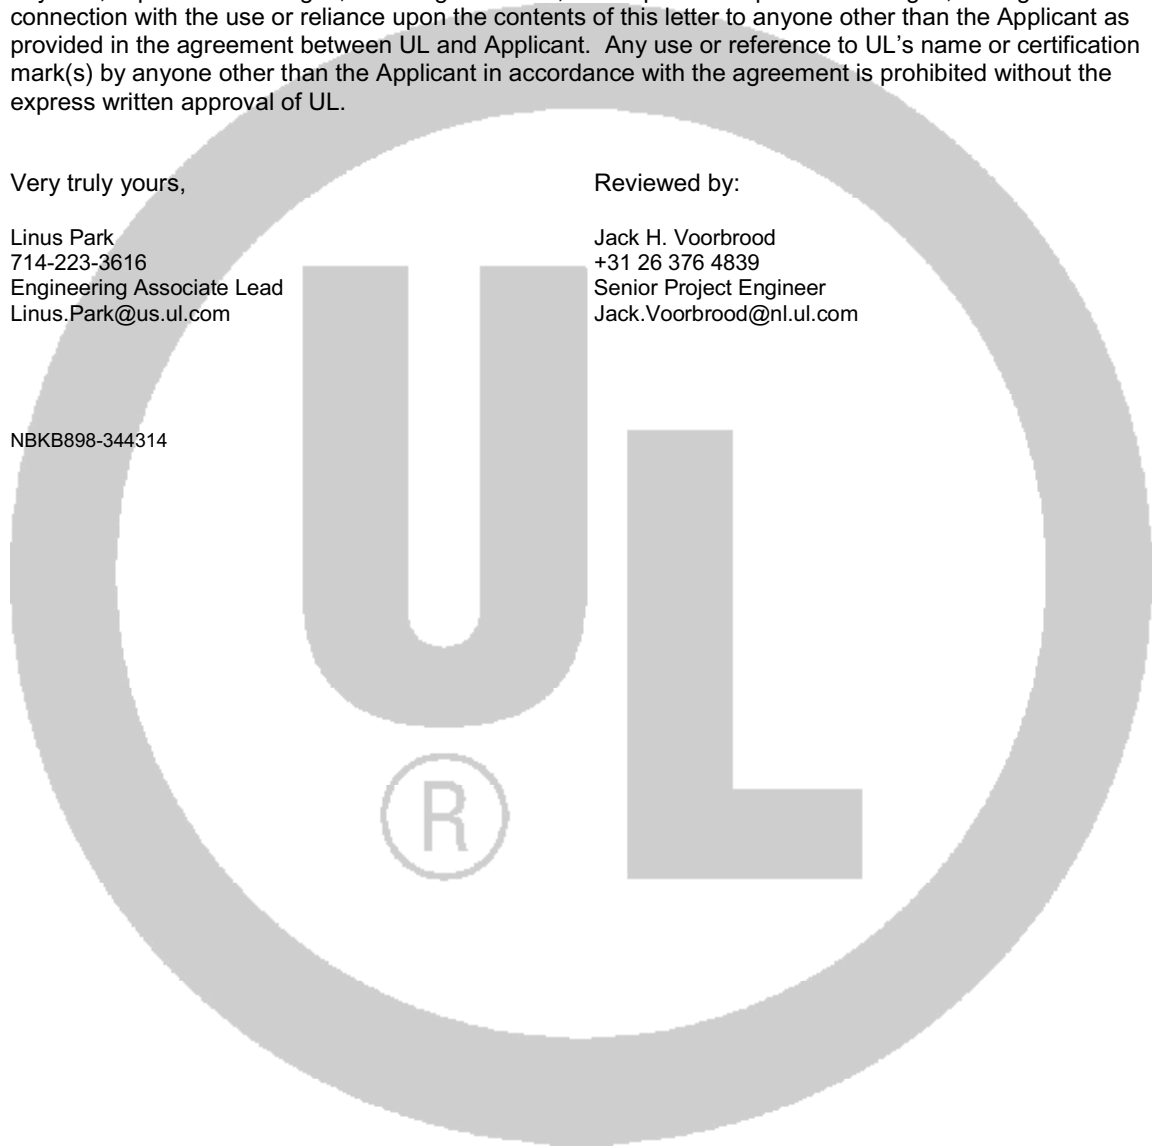 connection with the use or reliance upon the contents of this letter to anyone other than the Applicant as
provided in the agreement between UL and Applicant.  Any use or reference to UL’s name or certification
mark(s) by anyone other than the Applicant in accordance with the agreement is prohibited without the
express written approval of UL.
Very truly yours,
Linus Park
714-223-3616
Engineering Associate Lead
Linus.Park@us.ul.com
Reviewed by:
Jack H. Voorbrood
+31 26 376 4839
Senior Project Engineer
Jack.Voorbrood@nl.ul.com
NBKB898-344314
UL
®